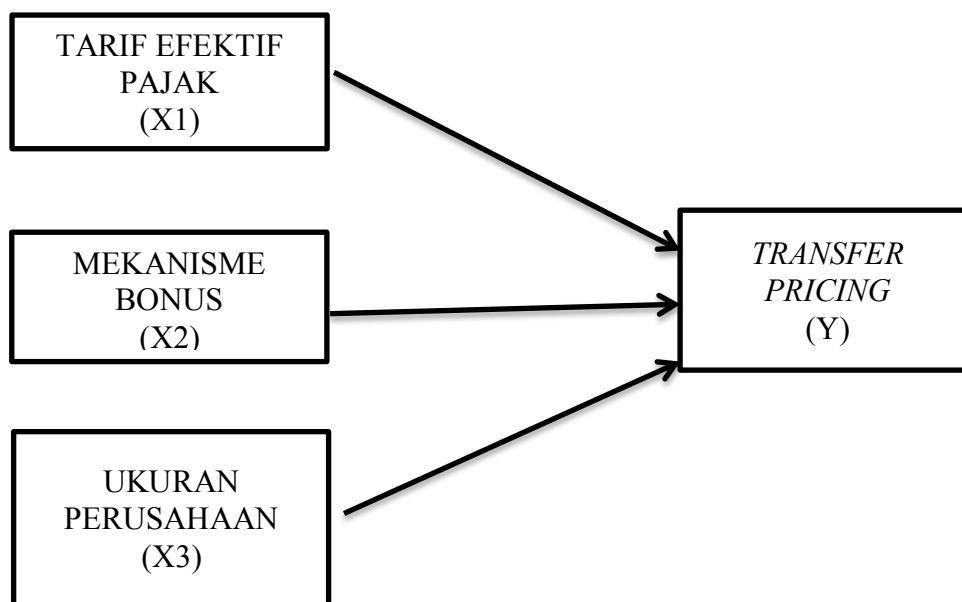 TARIF EFEKTIF
PAJAK
(X1)
MEKANISME
BONUS
(X2)
UKURAN
PERUSAHAAN
(X3)
TRANSFER
PRICING
(Y)